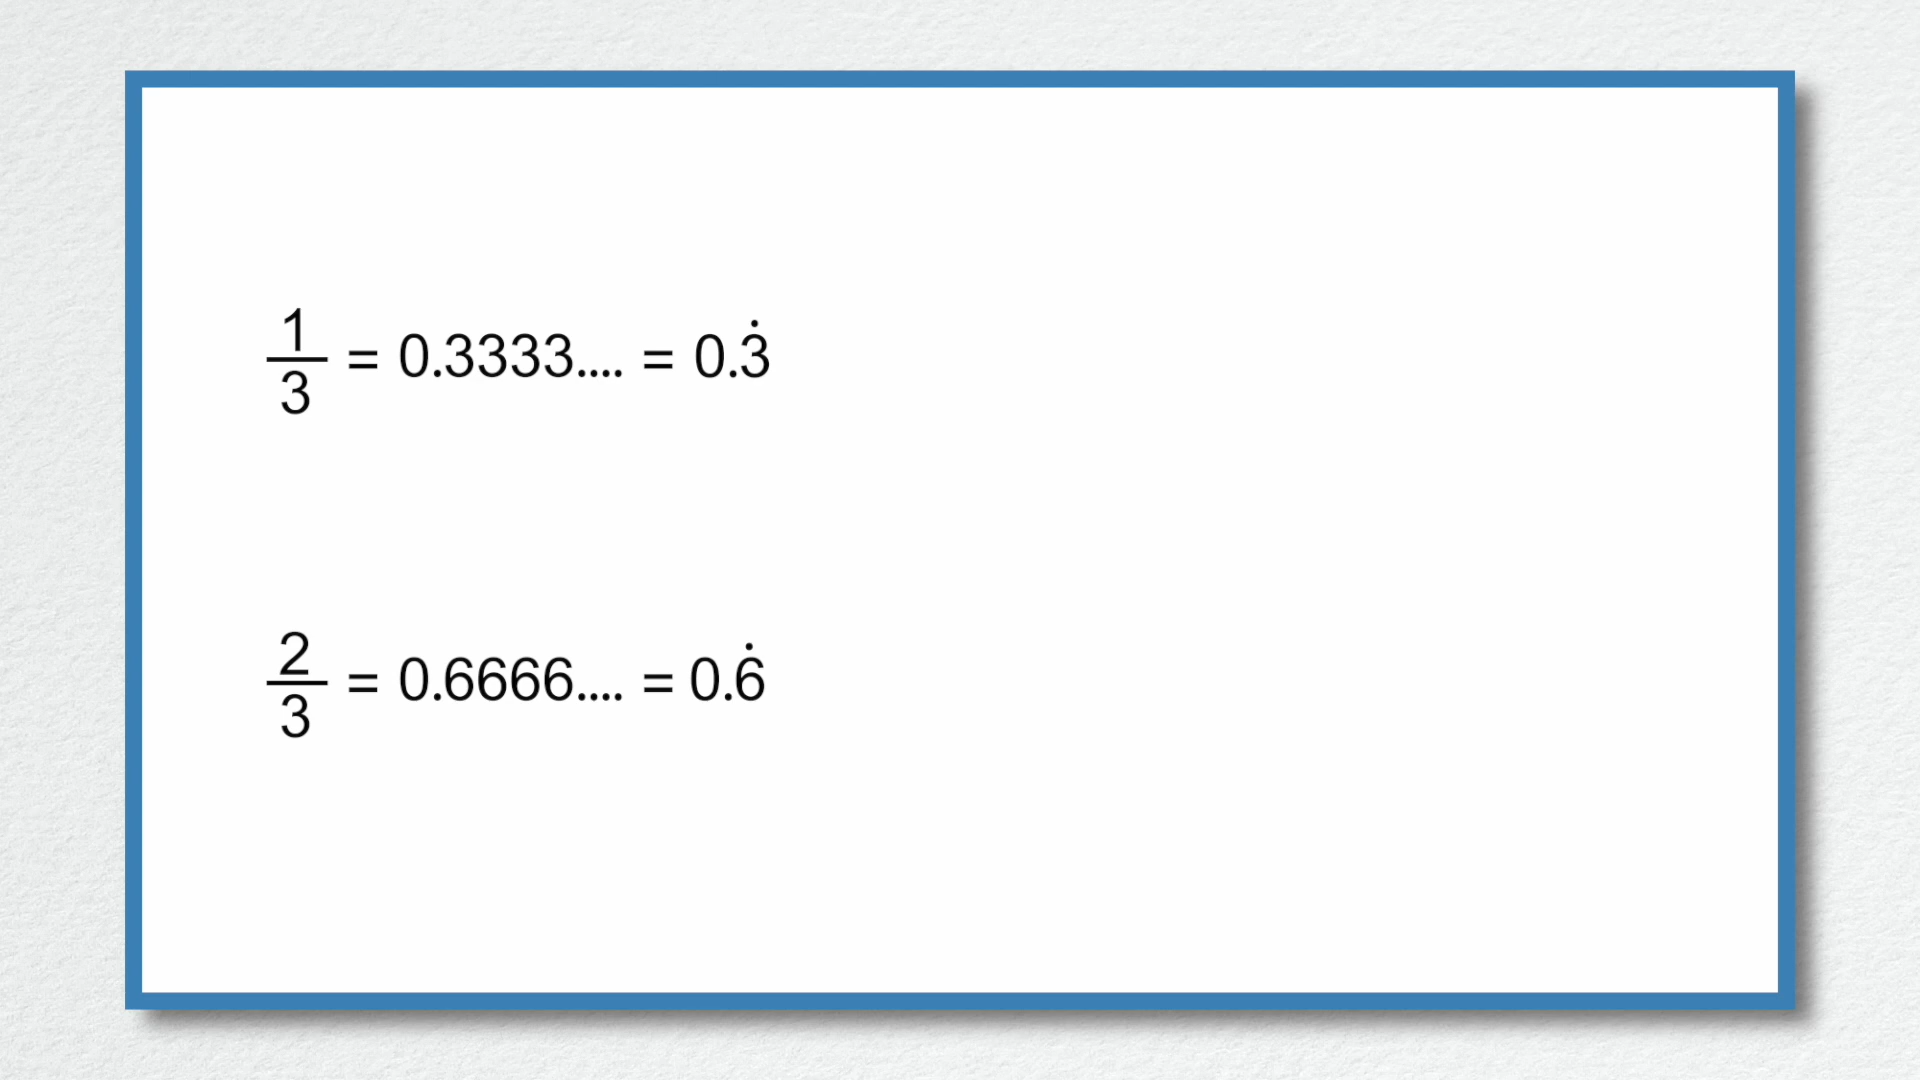 1/3 = 0.3333.... = 0.3̇
2/3 = 0.6666.... = 0.6̇